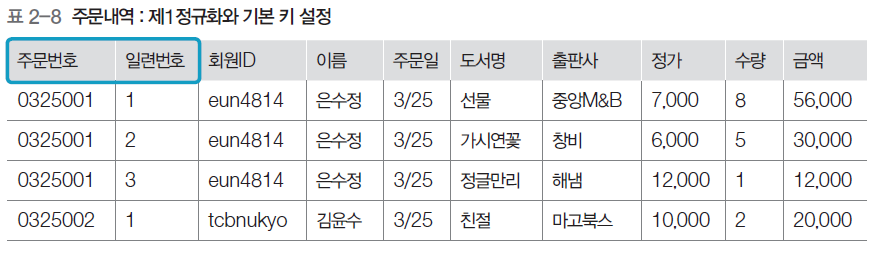 표 2-8 주문내역 : 제1정규화와 기본 키 설정
주문번호 일련번호 회원ID 이름 주문일 도서명 출판사 정가 수량 금액
0325001 1 eun4814 은수정 3/25 선물 중앙M&B 7,000 8 56,000
0325001 2 eun4814 은수정 3/25 가시연꽃 창비 6,000 5 30,000
0325001 3 eun4814 은수정 3/25 정글만리 해냄 12,000 1 12,000
0325002 1 tcbnukyo 김윤수 3/25 친절 마고북스 10,000 2 20,000